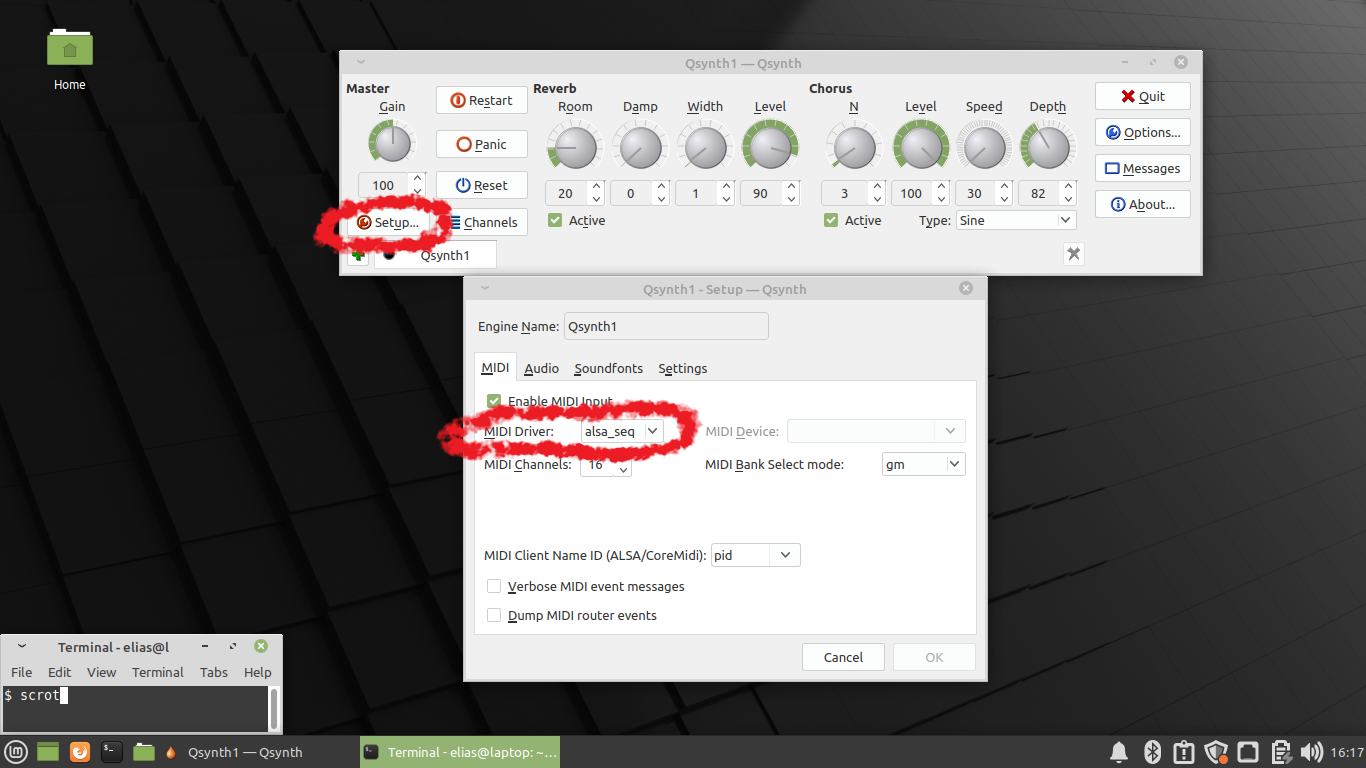 Home
Qsynth1 — Qsynth
Master
Gain
100
Setup...
Restart
Panic
Reset
Channels
Reverb
Room Damp Width Level
20 0 1 90
Active
Chorus
N Level Speed Depth
3 100 30 82
Active Type: Sine
Quit
Options...
Messages
About...
Qsynth1
Qsynth1 - Setup — Qsynth
Engine Name: Qsynth1
MIDI Audio Soundfonts Settings
Enable MIDI Input
MIDI Driver: alsa_seq MIDI Device:
MIDI Channels: 16 MIDI Bank Select mode: gm
MIDI Client Name ID (ALSA/CoreMidi): pid
Verbose MIDI event messages
Dump MIDI router events
Cancel OK
Terminal - elias@l
File Edit View Terminal Tabs Help
$ scrot
Qsynth1 — Qsynth Terminal - elias@laptop: ~... 16:17